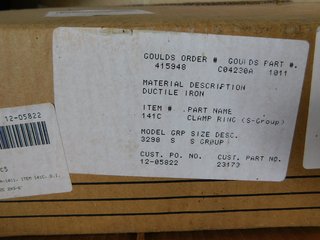 GOULDS ORDER # GOULDS PART #.
415948 C04230A 1011
MATERIAL DESCRIPTION
DUCTILE IRON
ITEM # .PART NAME
141C CLAMP RING (S-Group)
MODEL GRP SIZE DESC.
3298 S S GROUP)
CUST. PO. NO. CUST. PART NO.
12-05822 23173
12-05822